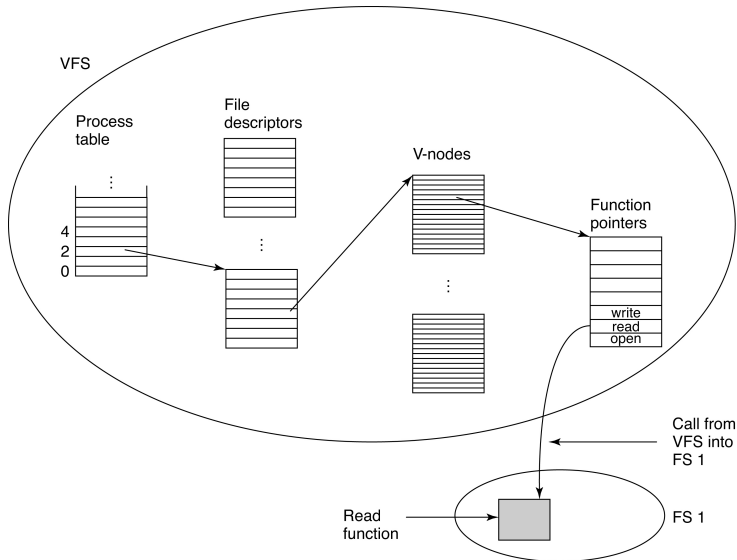 VFS
Process
table
⋮
4
2
0
File
descriptors
⋮
V-nodes
⋮
Function
pointers
write
read
open
Call from
VFS into
FS 1
Read
function
FS 1